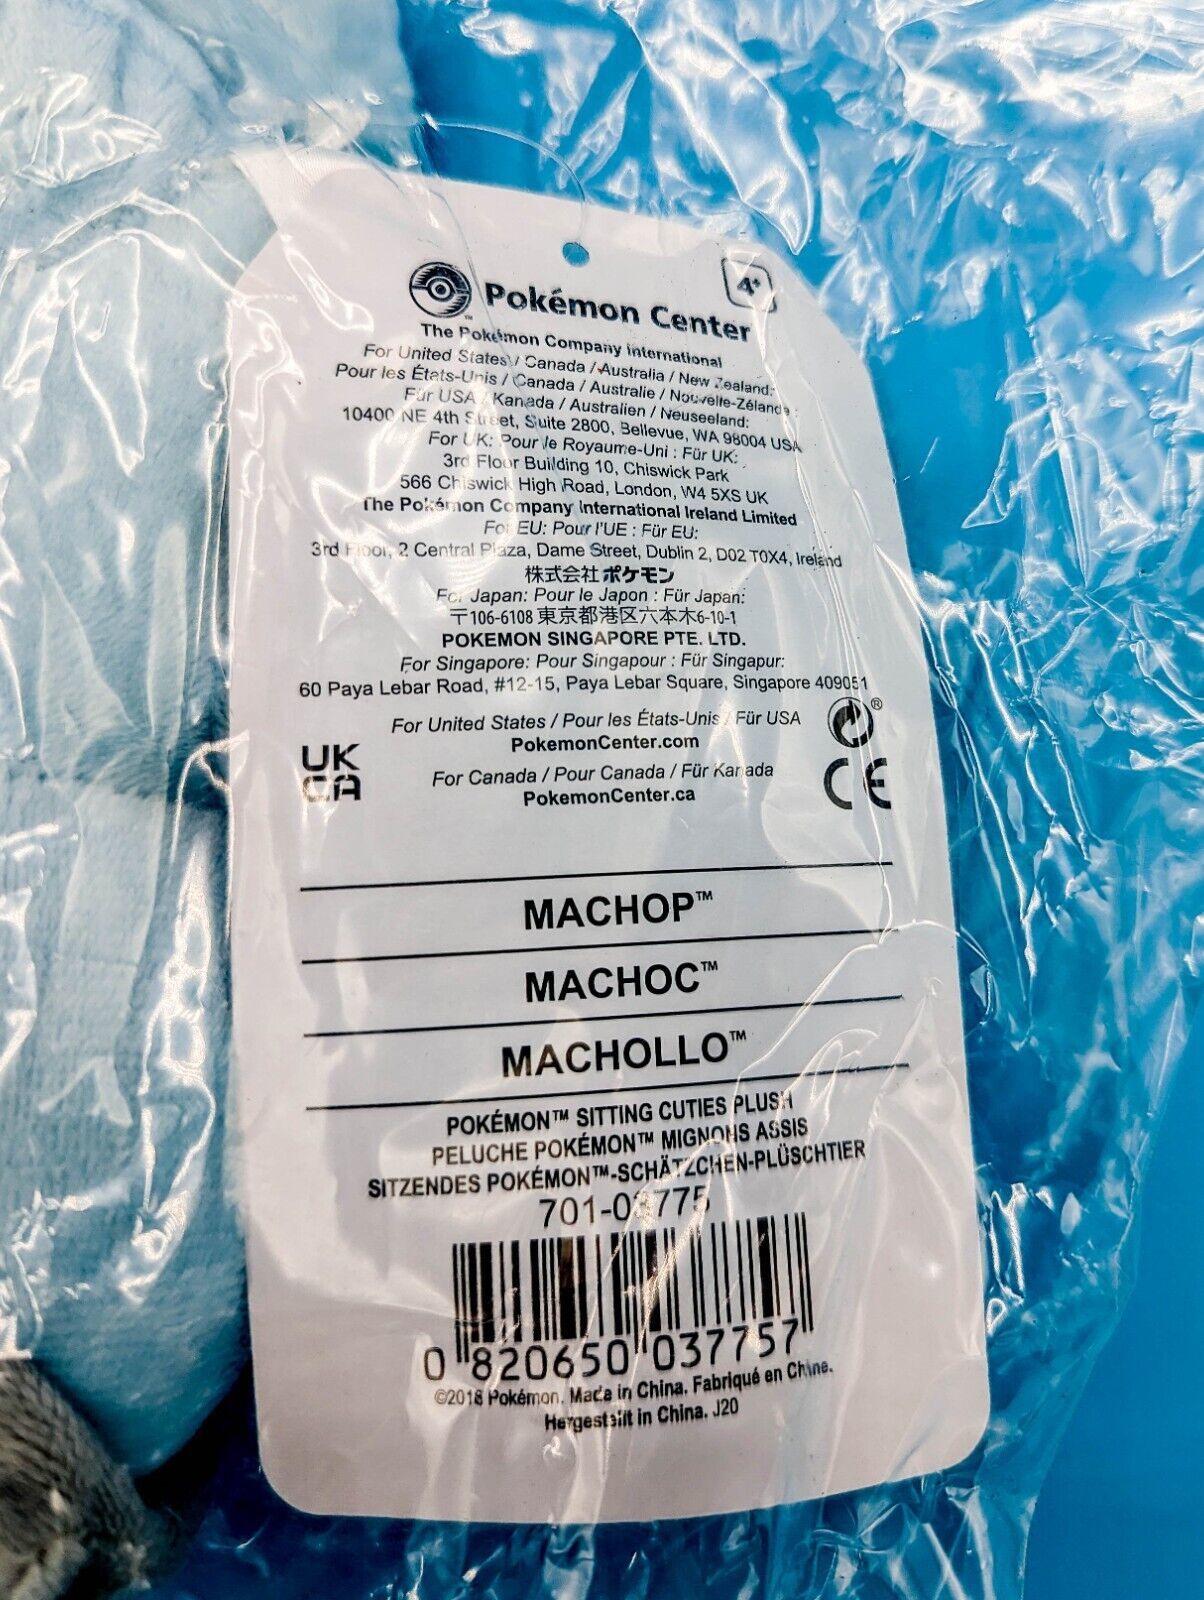 4+
Pokémon Center
The Pokémon Company International
For United States / Canada / Australia / New Zealand:
Pour les États-Unis / Canada / Australie / Nouvelle-Zélande :
Für USA / Kanada / Australien / Neuseeland:
10400 NE 4th Street, Suite 2800, Bellevue, WA 98004 USA
For UK: Pour le Royaume-Uni : Für UK:
3rd Floor Building 10, Chiswick Park
566 Chiswick High Road, London, W4 5XS UK
The Pokémon Company International Ireland Limited
For EU: Pour l'UE : Für EU:
3rd Floor, 2 Central Plaza, Dame Street, Dublin 2, D02 T0X4, Ireland
株式会社ポケモン
For Japan: Pour le Japon : Für Japan:
〒106-6108 東京都港区六本木6-10-1
POKEMON SINGAPORE PTE. LTD.
For Singapore: Pour Singapour : Für Singapur:
60 Paya Lebar Road, #12-15, Paya Lebar Square, Singapore 409051
For United States / Pour les États-Unis / Für USA
PokemonCenter.com
For Canada / Pour Canada / Für Kanada
PokemonCenter.ca
UK
CA
®
CE
MACHOP™
MACHOC™
MACHOLLO™
POKÉMON™ SITTING CUTIES PLUSH
PELUCHE POKÉMON™ MIGNONS ASSIS
SITZENDES POKÉMON™-SCHÄTZCHEN-PLÜSCHTIER
701-03775
0 820650 037757
©2018 Pokémon. Made in China. Fabriqué en Chine.
Hergestellt in China. J20